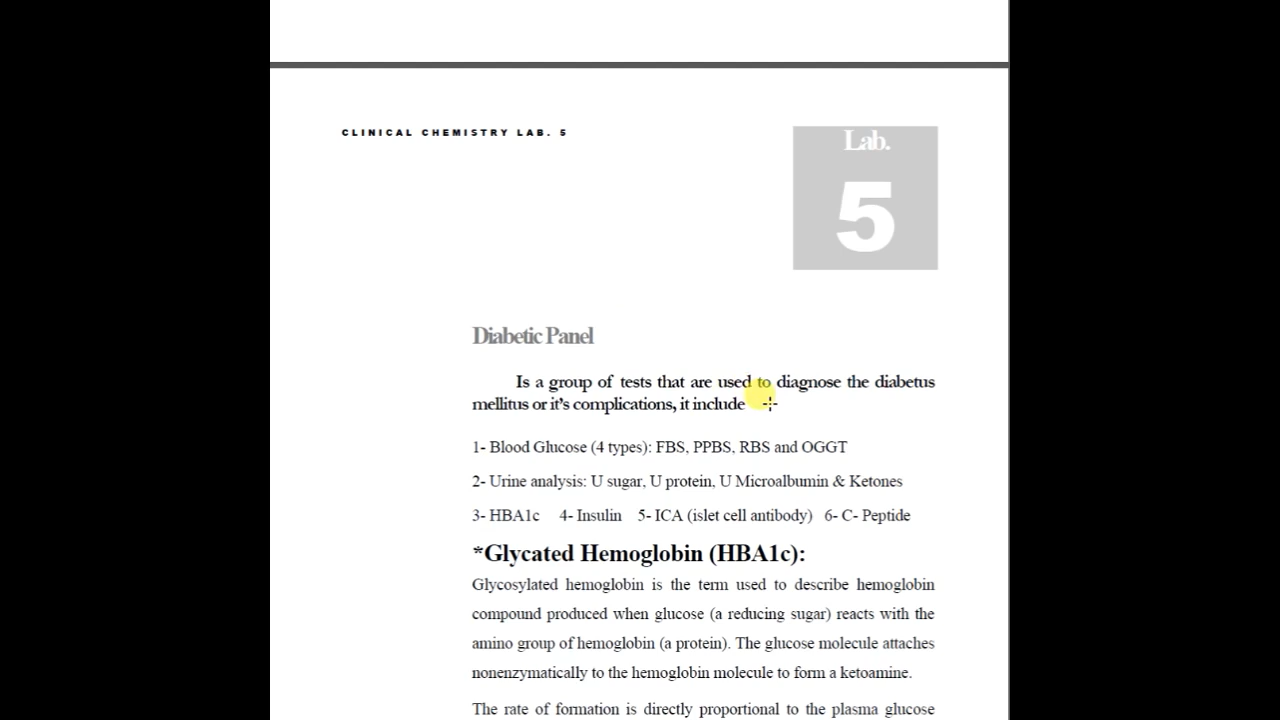 CLINICAL CHEMISTRY LAB. 5
Lab.
5
Diabetic Panel
Is a group of tests that are used to diagnose the diabetus
mellitus or it's complications, it include
1- Blood Glucose (4 types): FBS, PPBS, RBS and OGGT
2- Urine analysis: U sugar, U protein, U Microalbumin & Ketones
3- HBA1c 4- Insulin 5- ICA (islet cell antibody) 6- C- Peptide
*Glycated Hemoglobin (HBA1c):
Glycosylated hemoglobin is the term used to describe hemoglobin
compound produced when glucose (a reducing sugar) reacts with the
amino group of hemoglobin (a protein). The glucose molecule attaches
nonenzymatically to the hemoglobin molecule to form a ketoamine.
The rate of formation is directly proportional to the plasma glucose